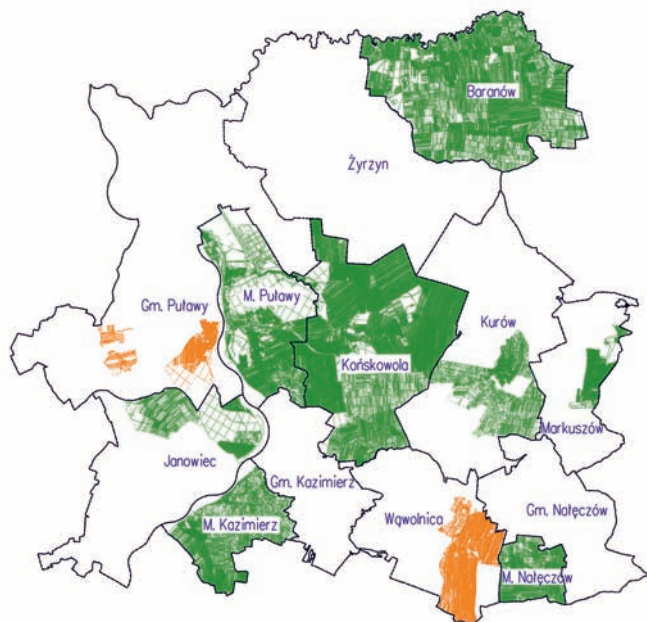 Baranów
Żyrzyn
M. Puławy
Gm. Puławy
Kurów
Końskowola
Markuszów
Janowiec
Gm. Kazimierz
Gm. Nałęczów
Wąwolnica
M. Kazimierz
M. Nałęczów